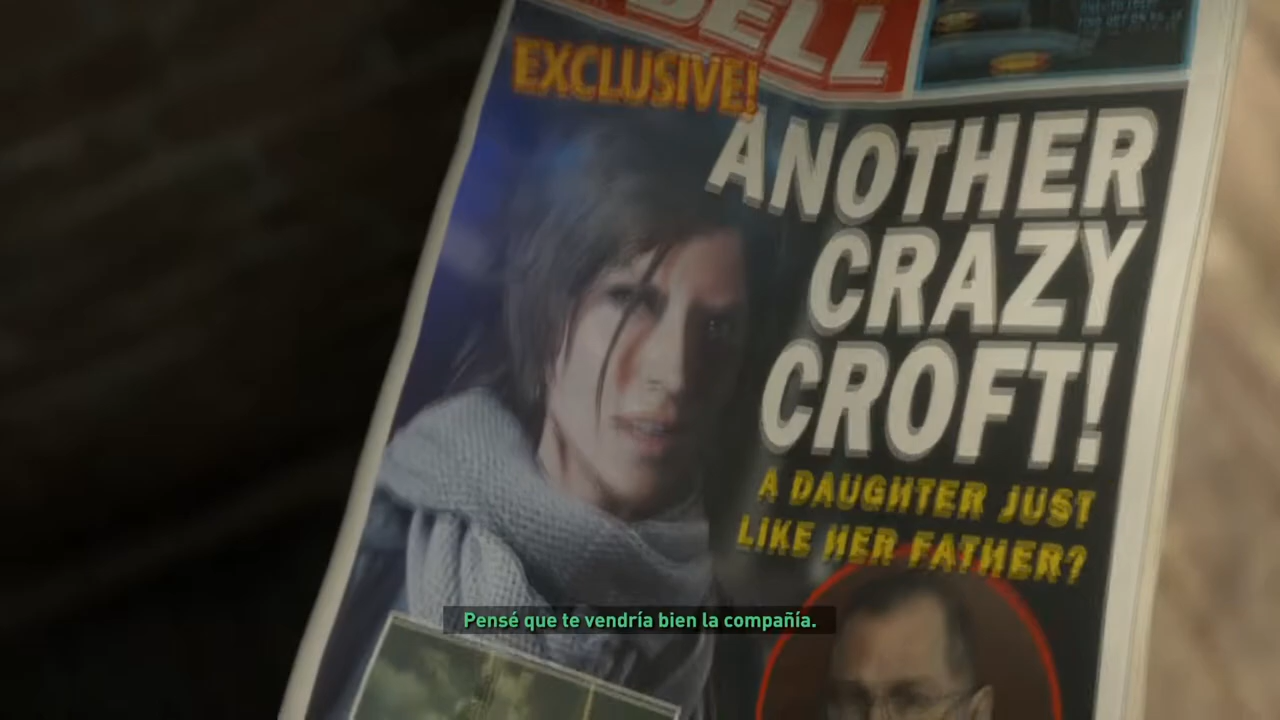 BELL
EXCLUSIVE!
ANOTHER
CRAZY
CROFT!
A DAUGHTER JUST
LIKE HER FATHER?
Pensé que te vendría bien la compañía.